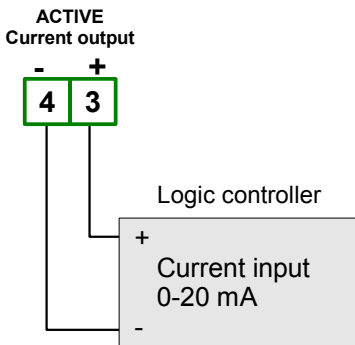 ACTIVE
Current output
- +
4 3
Logic controller
+
Current input
0-20 mA
-